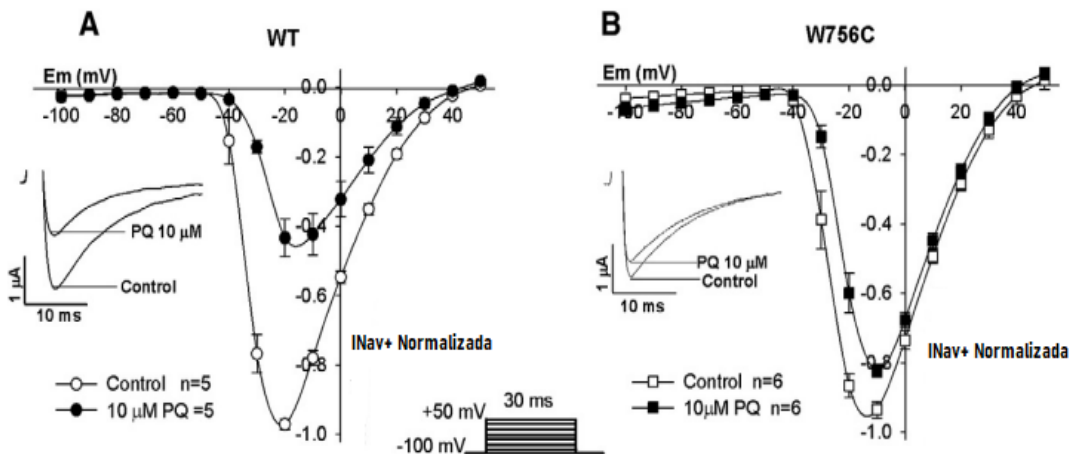 A
WT
Em (mV)
0.0
-100 -80 -60 -40 -20 0 20 40
-0.2
-0.4
-0.6
-0.8
-1.0
PQ 10 µM
Control
1 µA
10 ms
INav+ Normalizada
Control n=5
10 µM PQ =5
+50 mV
30 ms
-100 mV
B
W756C
Em (mV)
0.0
-100 -80 -60 -40 -20 0 20 40
-0.2
-0.4
-0.6
-0.8
-1.0
PQ 10 µM
Control
1 µA
10 ms
INav+ Normalizada
Control n=6
10µM PQ n=6